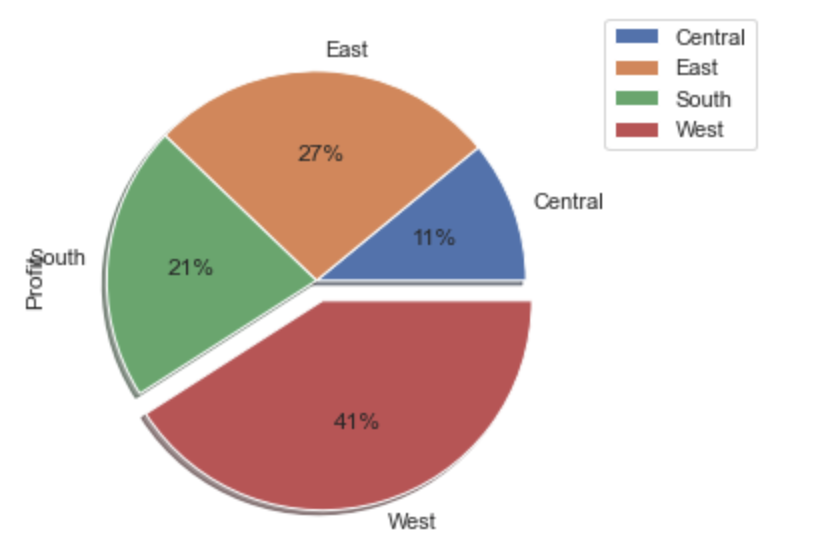 East
Central
South
Profit
West
27%
11%
21%
41%
Central
East
South
West